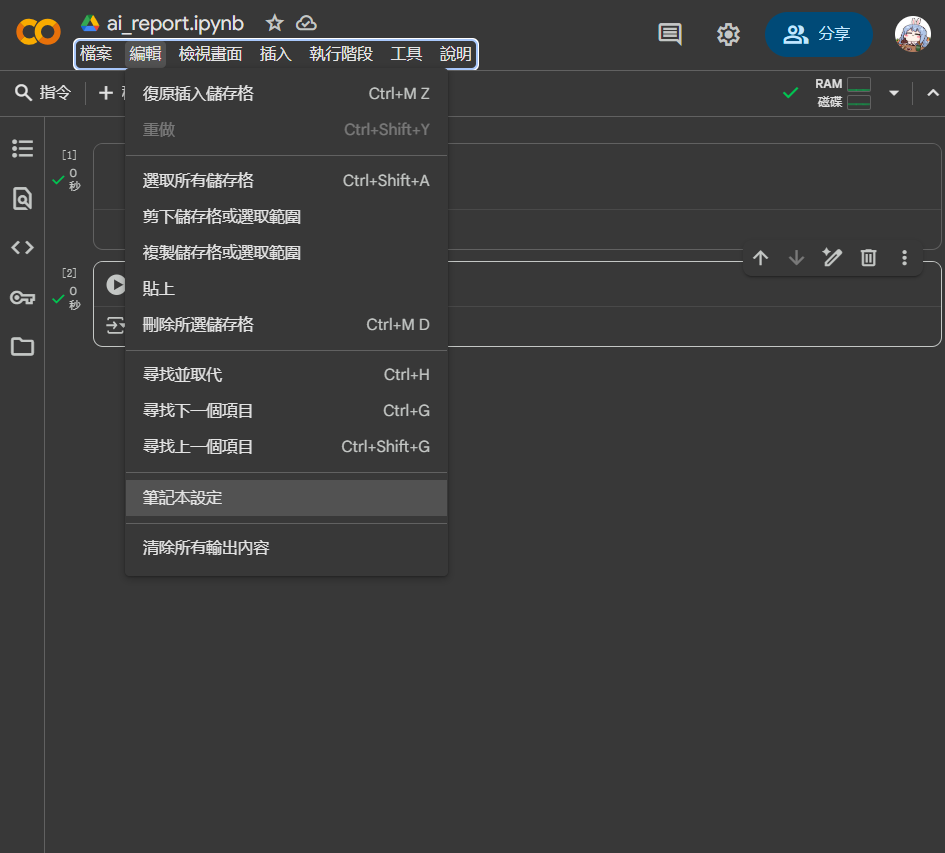 ai_report.ipynb
檔案 編輯 檢視畫面 插入 執行階段 工具 說明
分享
指令
RAM
磁碟
復原插入儲存格 Ctrl+M Z
重做 Ctrl+Shift+Y
選取所有儲存格 Ctrl+Shift+A
剪下儲存格或選取範圍
複製儲存格或選取範圍
貼上
刪除所選儲存格 Ctrl+M D
尋找並取代 Ctrl+H
尋找下一個項目 Ctrl+G
尋找上一個項目 Ctrl+Shift+G
筆記本設定
清除所有輸出內容
[1]
0
秒
[2]
0
秒